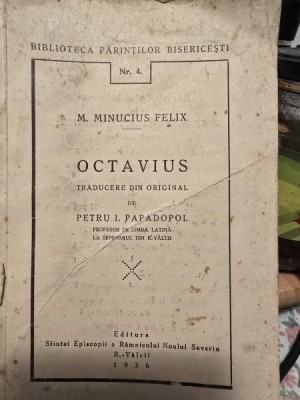 BIBLIOTECA PĂRINȚILOR BISERICEȘTI
Nr. 4.
M. MINUCIUS FELIX
OCTAVIUS
TRADUCERE DIN ORIGINAL
DE
PETRU I. PAPADOPOL
PROFESOR DE LIMBA LATINĂ
LA SEMINARUL DIN R.-VÂLCII
Editura
Sfintei Episcopii a Râmnicului Noului Severin
R.-Vâlcii
1936